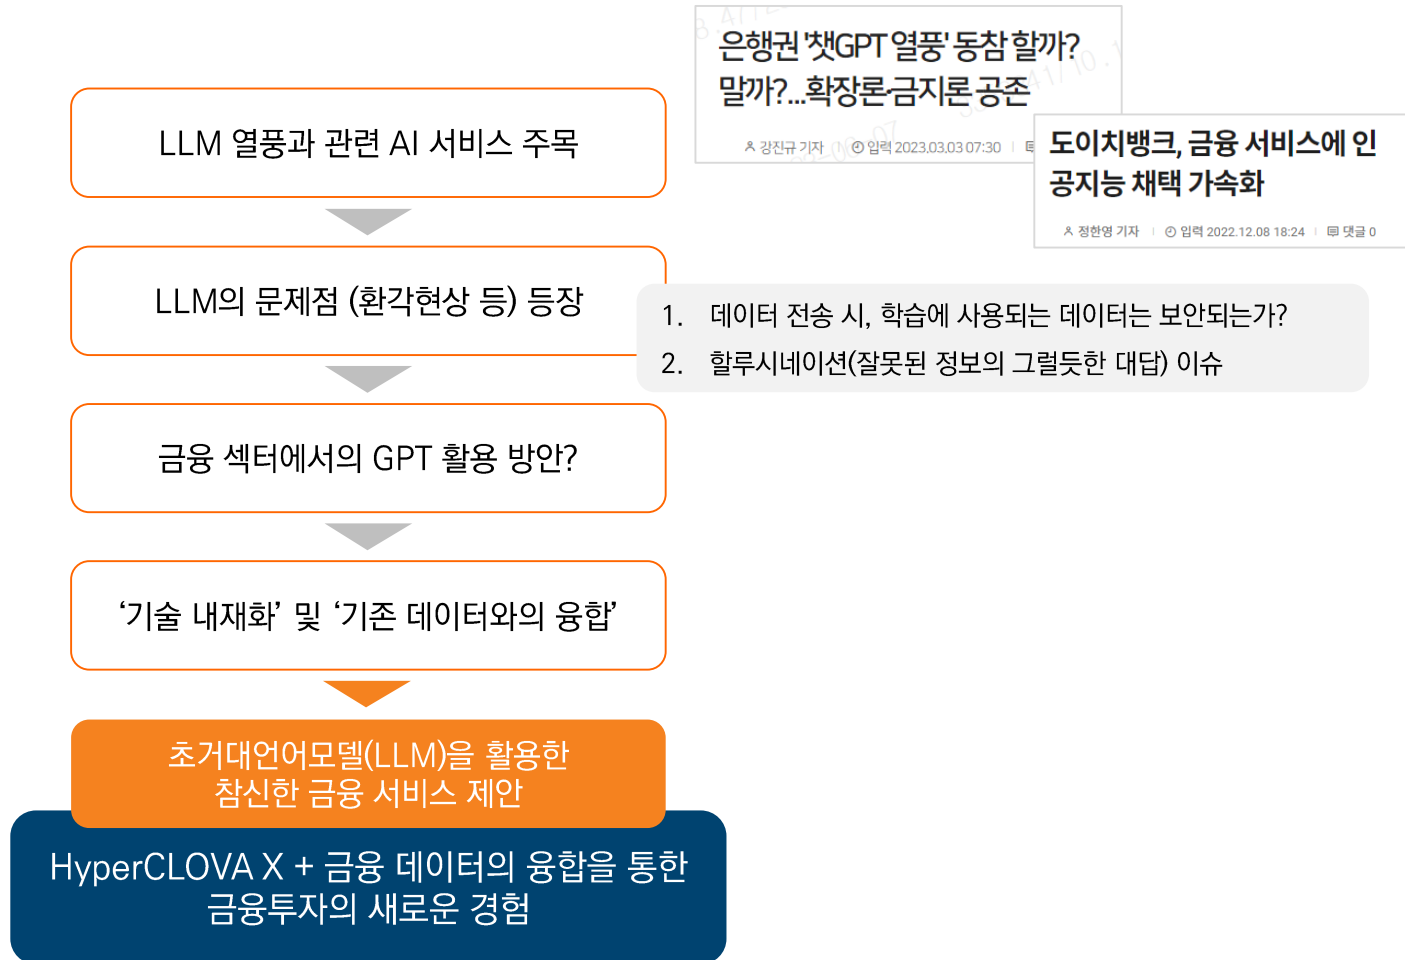 은행권 '챗GPT 열풍' 동참 할까?
말까?...확장론·금지론 공존
강진규 기자 입력 2023.03.03 07:30
도이치뱅크, 금융 서비스에 인
공지능 채택 가속화
정한영 기자 입력 2022.12.08 18:24 댓글 0
LLM 열풍과 관련 AI 서비스 주목
LLM의 문제점 (환각현상 등) 등장
1. 데이터 전송 시, 학습에 사용되는 데이터는 보안되는가?
2. 할루시네이션(잘못된 정보의 그럴듯한 대답) 이슈
금융 섹터에서의 GPT 활용 방안?
‘기술 내재화’ 및 ‘기존 데이터와의 융합’
초거대언어모델(LLM)을 활용한
참신한 금융 서비스 제안
HyperCLOVA X + 금융 데이터의 융합을 통한
금융투자의 새로운 경험